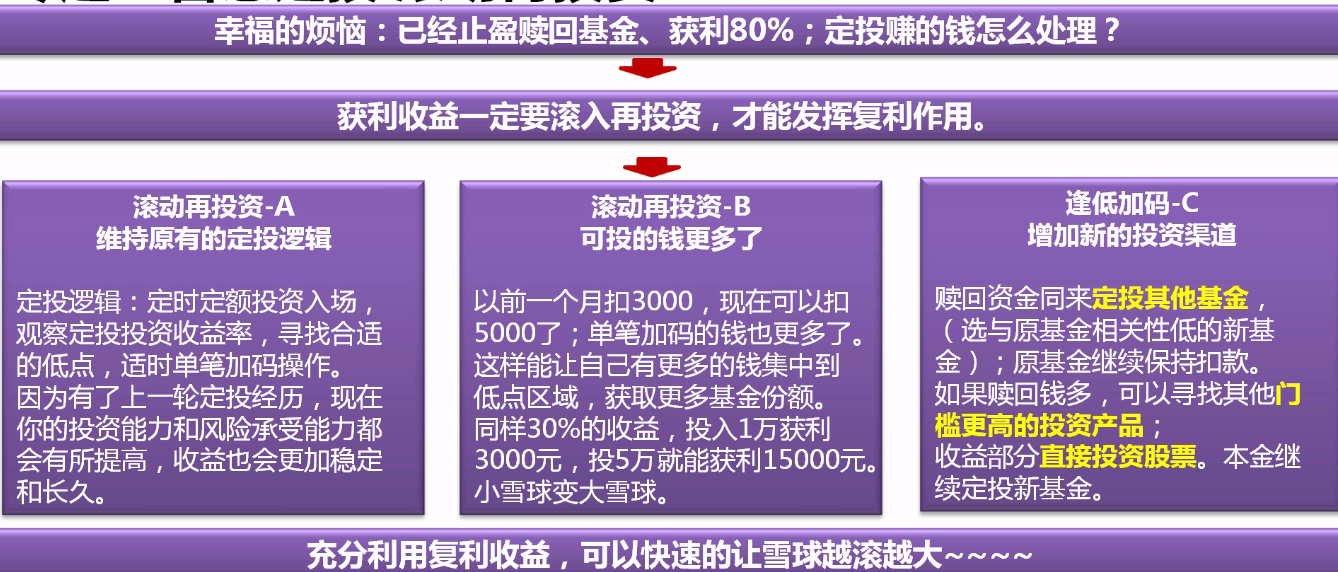 幸福的烦恼：已经止盈赎回基金、获利80%；定投赚的钱怎么处理？
获利收益一定要滚入再投资，才能发挥复利作用。
滚动再投资-A
维持原有的定投逻辑
定投逻辑：定时定额投资入场，
观察定投投资收益率，寻找合适
的低点，适时单笔加码操作。
因为有了上一轮定投经历，现在
你的投资能力和风险承受能力都
会有所提高，收益也会更加稳定
和长久。
滚动再投资-B
可投的钱更多了
以前一个月扣3000，现在可以扣
5000了；单笔加码的钱也更多了。
这样能让自己有更多的钱集中到
低点区域，获取更多基金份额。
同样30%的收益，投入1万获利
3000元，投5万就能获利15000元。
小雪球变大雪球。
逢低加码-C
增加新的投资渠道
赎回资金同来定投其他基金，
（选与原基金相关性低的新基
金）；原基金继续保持扣款。
如果赎回钱多，可以寻找其他门
槛更高的投资产品；
收益部分直接投资股票。本金继
续定投新基金。
充分利用复利收益，可以快速的让雪球越滚越大~~~~